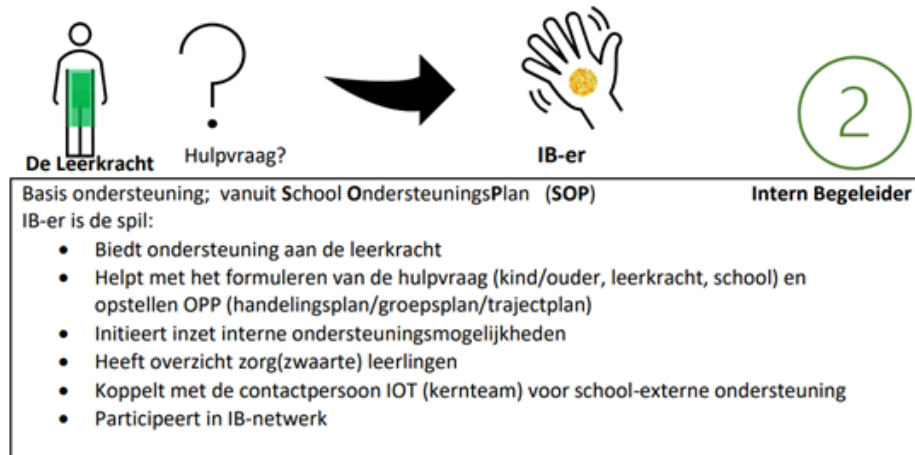 ?
2
De Leerkracht
Hulpvraag?
IB-er
Basis ondersteuning; vanuit School OndersteuningsPlan (SOP)
Intern Begeleider
IB-er is de spil:
• Biedt ondersteuning aan de leerkracht
• Helpt met het formuleren van de hulpvraag (kind/ouder, leerkracht, school) en
opstellen OPP (handelingsplan/groepsplan/trajectplan)
• Initieert inzet interne ondersteuningsmogelijkheden
• Heeft overzicht zorg(zwaarte) leerlingen
• Koppelt met de contactpersoon IOT (kernteam) voor school-externe ondersteuning
• Participeert in IB-netwerk